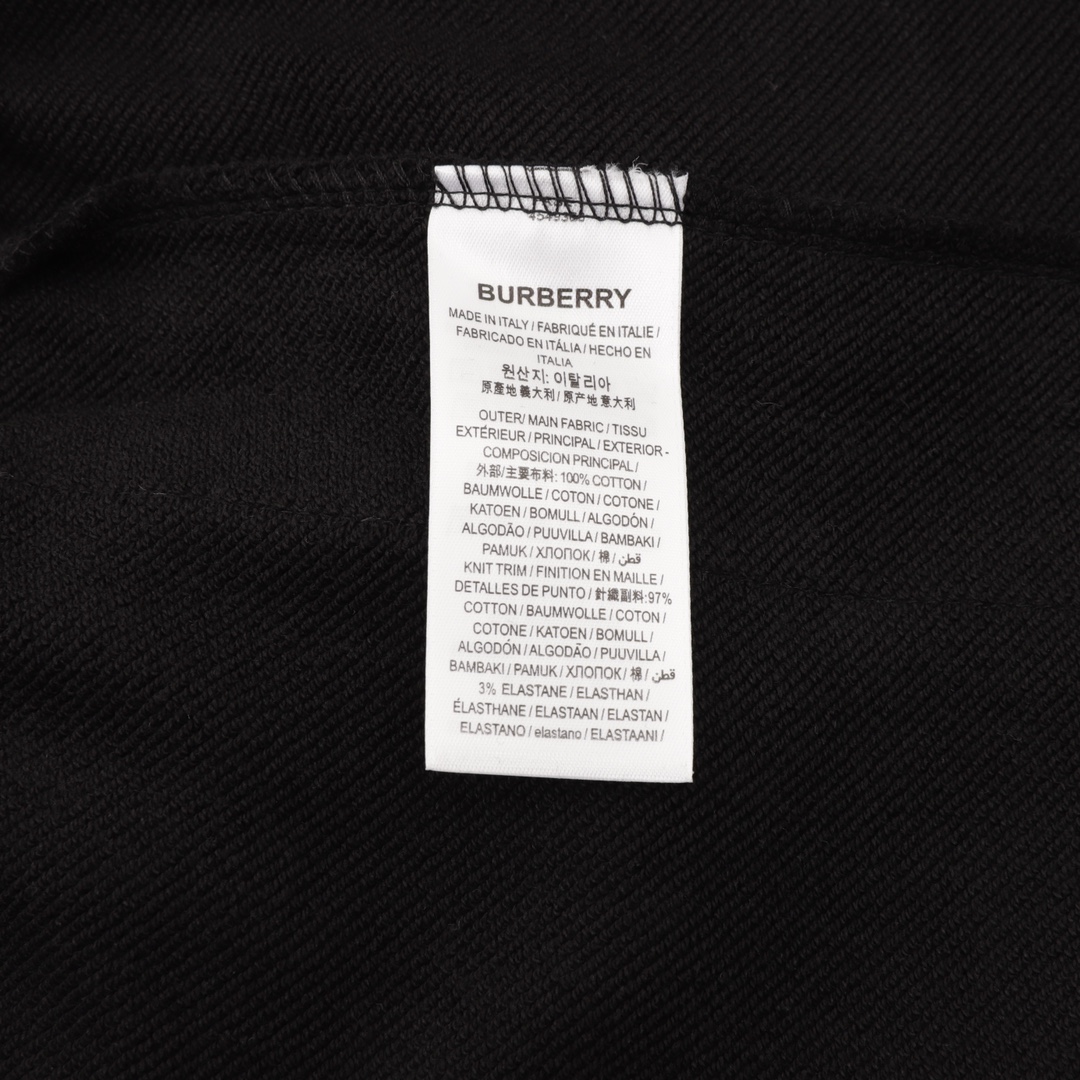 BURBERRY
MADE IN ITALY / FABRIQUÉ EN ITALIE /
FABRICADO EN ITÁLIA / HECHO EN
ITALIA
원산지: 이탈리아
原產地 義大利 / 原产地 意大利
OUTER/ MAIN FABRIC / TISSU
EXTÉRIEUR / PRINCIPAL / EXTERIOR -
COMPOSICION PRINCIPAL /
外部/主要布料: 100% COTTON /
BAUMWOLLE / COTON / COTONE /
KATOEN / BOMULL / ALGODÓN /
ALGODÃO / PUUVILLA / BAMBAKI /
PAMUK / ХЛОПОК / 棉 / قطن
KNIT TRIM / FINITION EN MAILLE /
DETALLES DE PUNTO / 針織副料:97%
COTTON / BAUMWOLLE / COTON /
COTONE / KATOEN / BOMULL /
ALGODÓN / ALGODÃO / PUUVILLA /
BAMBAKI / PAMUK / ХЛОПОК / 棉 / قطن
3% ELASTANE / ELASTHAN /
ÉLASTHANE / ELASTAAN / ELASTAN /
ELASTANO / elastano / ELASTAANI /